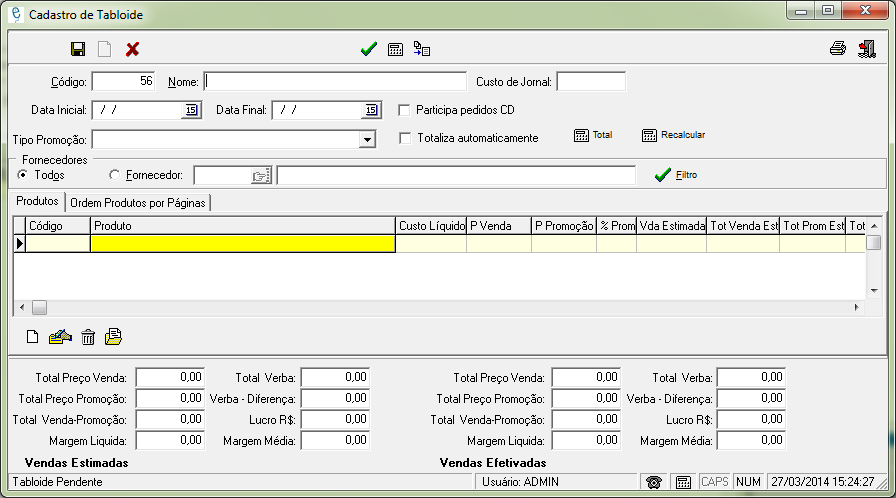 Cadastro de Tabloide
Código: 56 Nome: Custo de Jornal:
Data Inicial: / / 15 Data Final: / / 15 Participa pedidos CD
Tipo Promoção: Totaliza automaticamente Total Recalcular
Fornecedores
Todos Fornecedor: Filtro
Produtos Ordem Produtos por Páginas
Código Produto Custo Líquido P Venda P Promoção % Prom Vda Estimada Tot Venda Est Tot Prom Est Tot
Total Preço Venda: 0,00 Total Verba: 0,00 Total Preço Venda: 0,00 Total Verba: 0,00
Total Preço Promoção: 0,00 Verba - Diferença: 0,00 Total Preço Promoção: 0,00 Verba - Diferença: 0,00
Total Venda-Promoção: 0,00 Lucro R$: 0,00 Total Venda-Promoção: 0,00 Lucro R$: 0,00
Margem Liquida: 0,00 Margem Média: 0,00 Margem Liquida: 0,00 Margem Média: 0,00
Vendas Estimadas Vendas Efetivadas
Tabloide Pendente Usuário: ADMIN CAPS NUM 27/03/2014 15:24:27